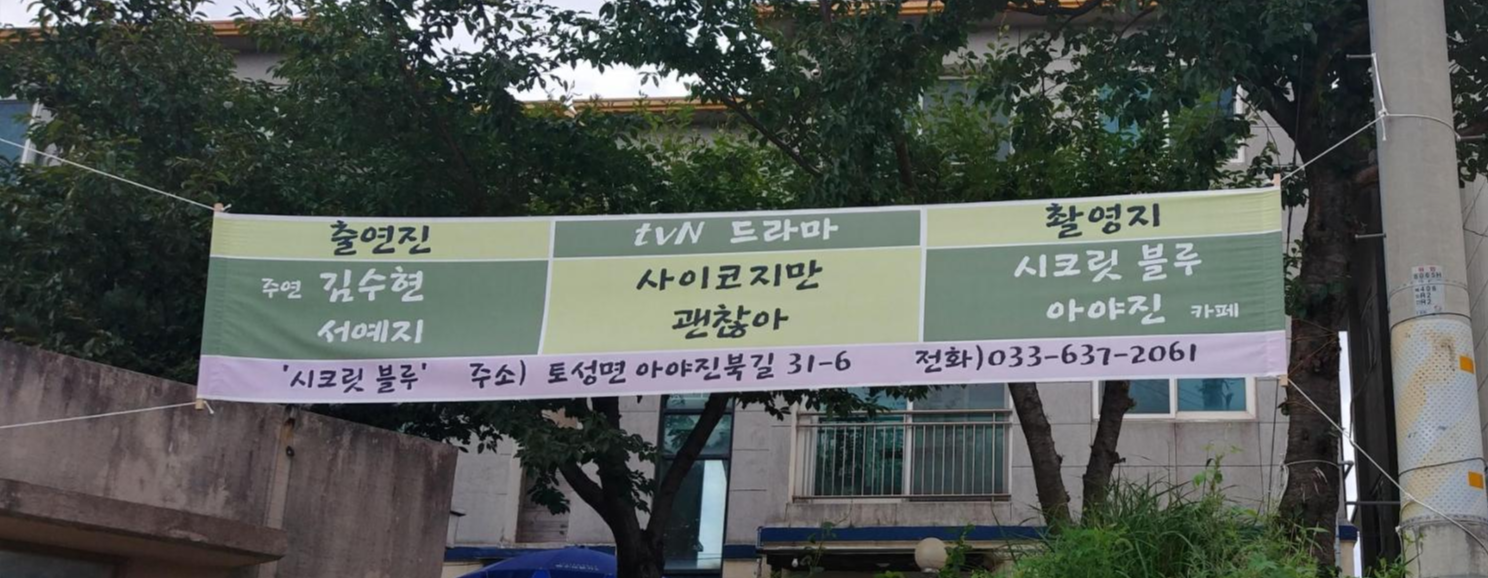 출연진
주연 김수현
서예지
tvN 드라마
사이코지만
괜찮아
촬영지
시크릿 블루
아야진 카페
'시크릿 블루' 주소) 토성면 아야진북길 31-6 전화)033-637-2061